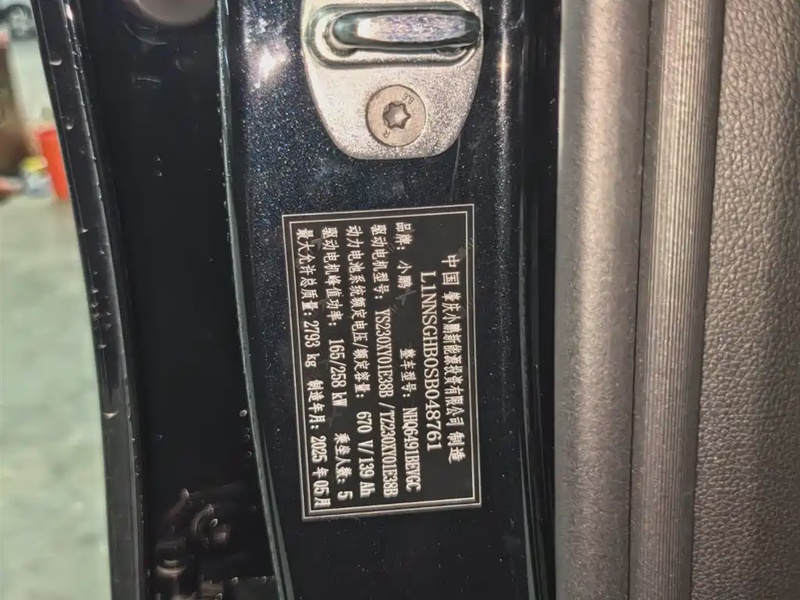 中国 肇庆小鹏新能源投资有限公司 制造
L1NNSGHB0SB048761
品牌: 小鹏 整车型号: NHQ6491BEVGC
驱动电机型号: YS230XY01E38B /TZ230XY01E38B
动力电池系统额定电压/额定容量: 670 V/139 Ah
驱动电机峰值功率: 165/258 kW 乘坐人数: 5
最大允许总质量: 2793 kg 制造年月: 2025 年 05 月